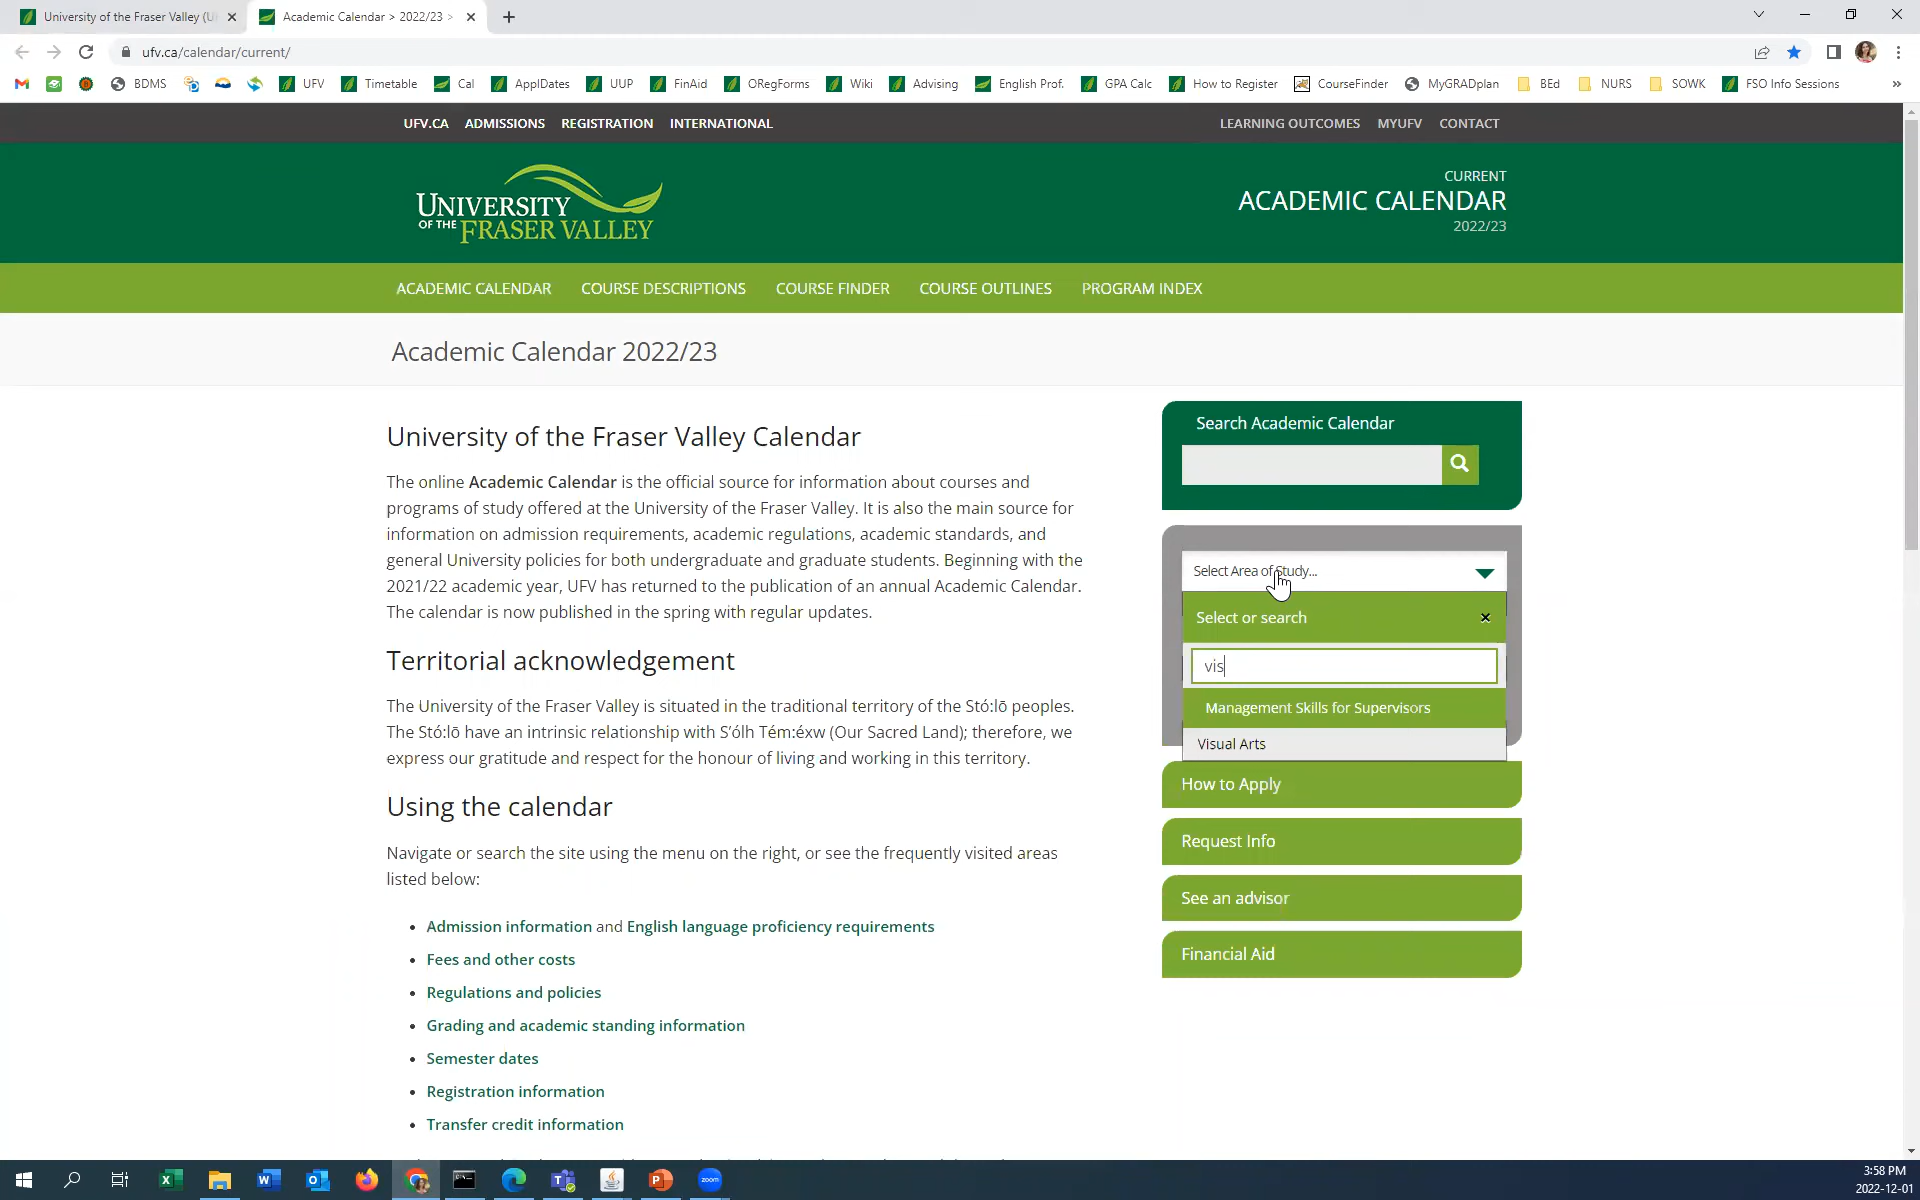 University of the Fraser Valley (U
Academic Calendar > 2022/23 >
ufv.ca/calendar/current/
BDMS
UFV
Timetable
Cal
ApplDates
UUP
FinAid
ORegForms
Wiki
Advising
English Prof.
GPA Calc
How to Register
CourseFinder
MyGRADplan
BEd
NURS
SOWK
FSO Info Sessions
»
UFV.CA ADMISSIONS REGISTRATION INTERNATIONAL
LEARNING OUTCOMES MYUFV CONTACT
UNIVERSITY
OF THE FRASER VALLEY
CURRENT
ACADEMIC CALENDAR
2022/23
ACADEMIC CALENDAR COURSE DESCRIPTIONS COURSE FINDER COURSE OUTLINES PROGRAM INDEX
Academic Calendar 2022/23
University of the Fraser Valley Calendar
The online Academic Calendar is the official source for information about courses and
programs of study offered at the University of the Fraser Valley. It is also the main source for
information on admission requirements, academic regulations, academic standards, and
general University policies for both undergraduate and graduate students. Beginning with the
2021/22 academic year, UFV has returned to the publication of an annual Academic Calendar.
The calendar is now published in the spring with regular updates.
Territorial acknowledgement
The University of the Fraser Valley is situated in the traditional territory of the Stó:lō peoples.
The Stó:lō have an intrinsic relationship with S'ólh Tém:éxw (Our Sacred Land); therefore, we
express our gratitude and respect for the honour of living and working in this territory.
Using the calendar
Navigate or search the site using the menu on the right, or see the frequently visited areas
listed below:
• Admission information and English language proficiency requirements
• Fees and other costs
• Regulations and policies
• Grading and academic standing information
• Semester dates
• Registration information
• Transfer credit information
Search Academic Calendar
Select Area of Study...
Select or search
vis
Management Skills for Supervisors
Visual Arts
How to Apply
Request Info
See an advisor
Financial Aid
zoom
3:58 PM
2022-12-01